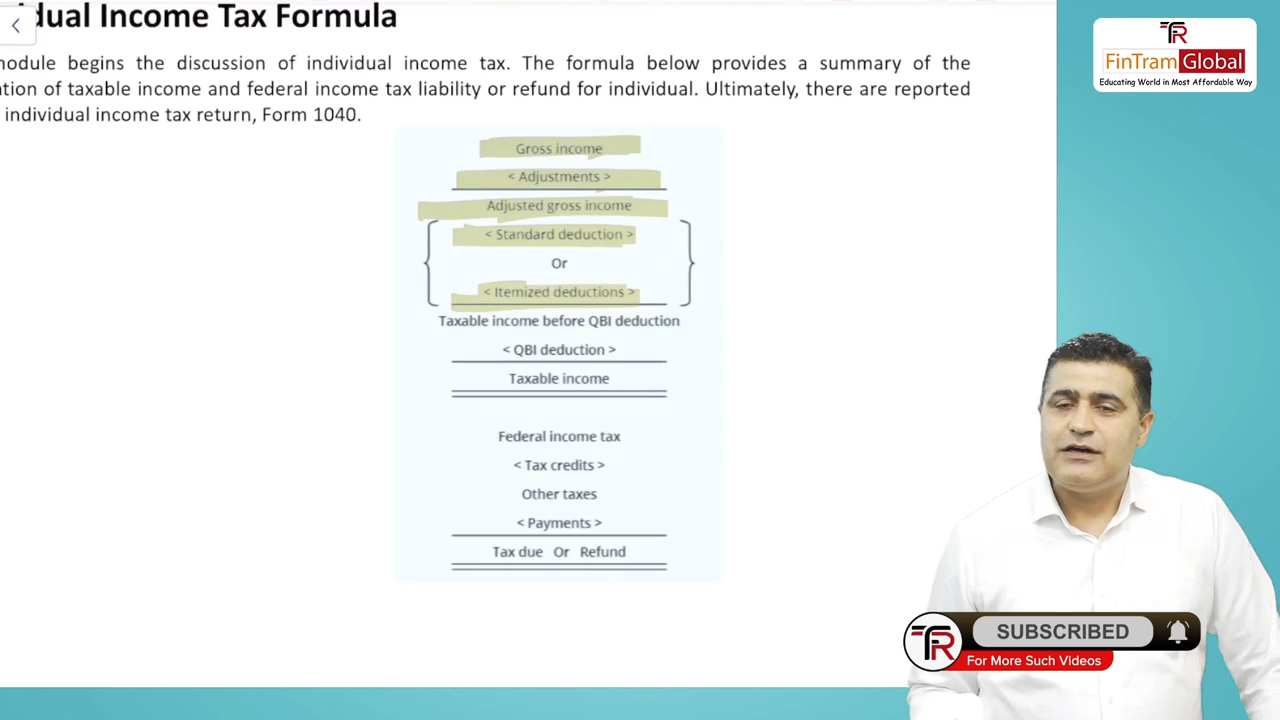 dual Income Tax Formula
module begins the discussion of individual income tax. The formula below provides a summary of the
ation of taxable income and federal income tax liability or refund for individual. Ultimately, there are reported
individual income tax return, Form 1040.
Gross income
< Adjustments >
Adjusted gross income
< Standard deduction >
Or
< Itemized deductions >
Taxable income before QBI deduction
< QBI deduction >
Taxable income
Federal income tax
< Tax credits >
Other taxes
< Payments >
Tax due Or Refund
FinTram Global
Educating World in Most Affordable Way
SUBSCRIBED
For More Such Videos